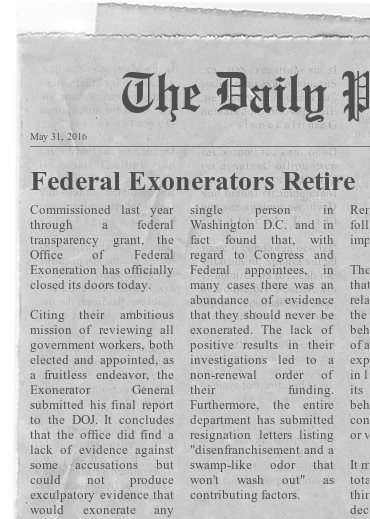 The Daily P
May 31, 2016
Federal Exonerators Retire
Commissioned last year
through a federal
transparency grant, the
Office of Federal
Exoneration has officially
closed its doors today.
Citing their ambitious
mission of reviewing all
government workers, both
elected and appointed, as
a fruitless endeavor, the
Exonerator General
submitted his final report
to the DOJ. It concludes
that the office did find a
lack of evidence against
some accusations but
could not produce
exculpatory evidence that
would exonerate any
single person in
Washington D.C. and in
fact found that, with
regard to Congress and
Federal appointees, in
many cases there was an
abundance of evidence
that they should never be
exonerated. The lack of
positive results in their
investigations led to a
non-renewal order of
their funding.
Furthermore, the entire
department has submitted
resignation letters listing
"disenfranchisement and a
swamp-like odor that
won't wash out" as
contributing factors.
Rer
foll
imp
The
that
rela
the
beh
of a
exp
in I
its
beh
con
or v
It m
tota
thir
dec